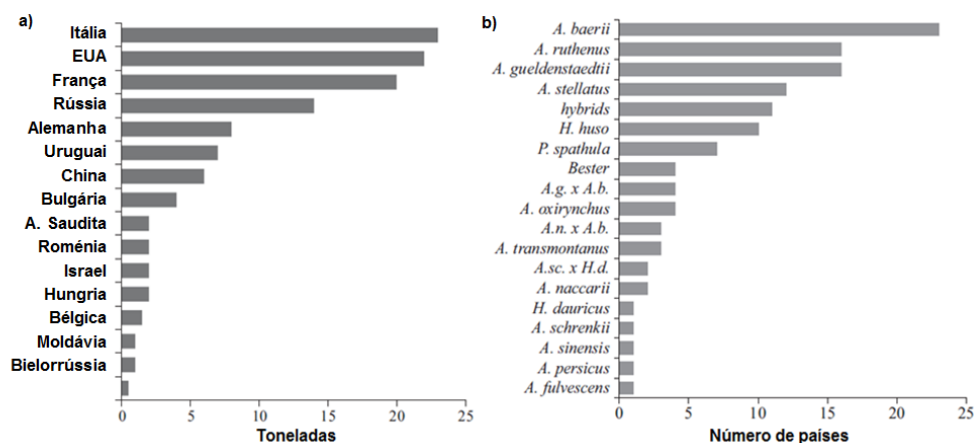 a)
Itália
EUA
França
Rússia
Alemanha
Uruguai
China
Bulgária
A. Saudita
Roménia
Israel
Hungria
Bélgica
Moldávia
Bielorrússia
0 5 10 15 20 25
Toneladas
b)
A. baerii
A. ruthenus
A. gueldenstaedtii
A. stellatus
hybrids
H. huso
P. spathula
Bester
A.g. x A.b.
A. oxirynchus
A.n. x A.b.
A. transmontanus
A.sc. x H.d.
A. naccarii
H. dauricus
A. schrenkii
A. sinensis
A. persicus
A. fulvescens
0 5 10 15 20 25
Número de países